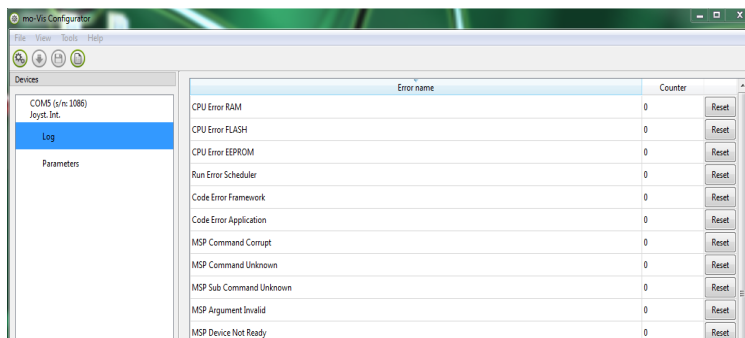 mo-Vis Configurator
File View Tools Help
Devices
COM5 (s/n: 1086)
Joyst. Int.
Log
Parameters
Error name Counter
CPU Error RAM 0 Reset
CPU Error FLASH 0 Reset
CPU Error EEPROM 0 Reset
Run Error Scheduler 0 Reset
Code Error Framework 0 Reset
Code Error Application 0 Reset
MSP Command Corrupt 0 Reset
MSP Command Unknown 0 Reset
MSP Sub Command Unknown 0 Reset
MSP Argument Invalid 0 Reset
MSP Device Not Ready 0 Reset